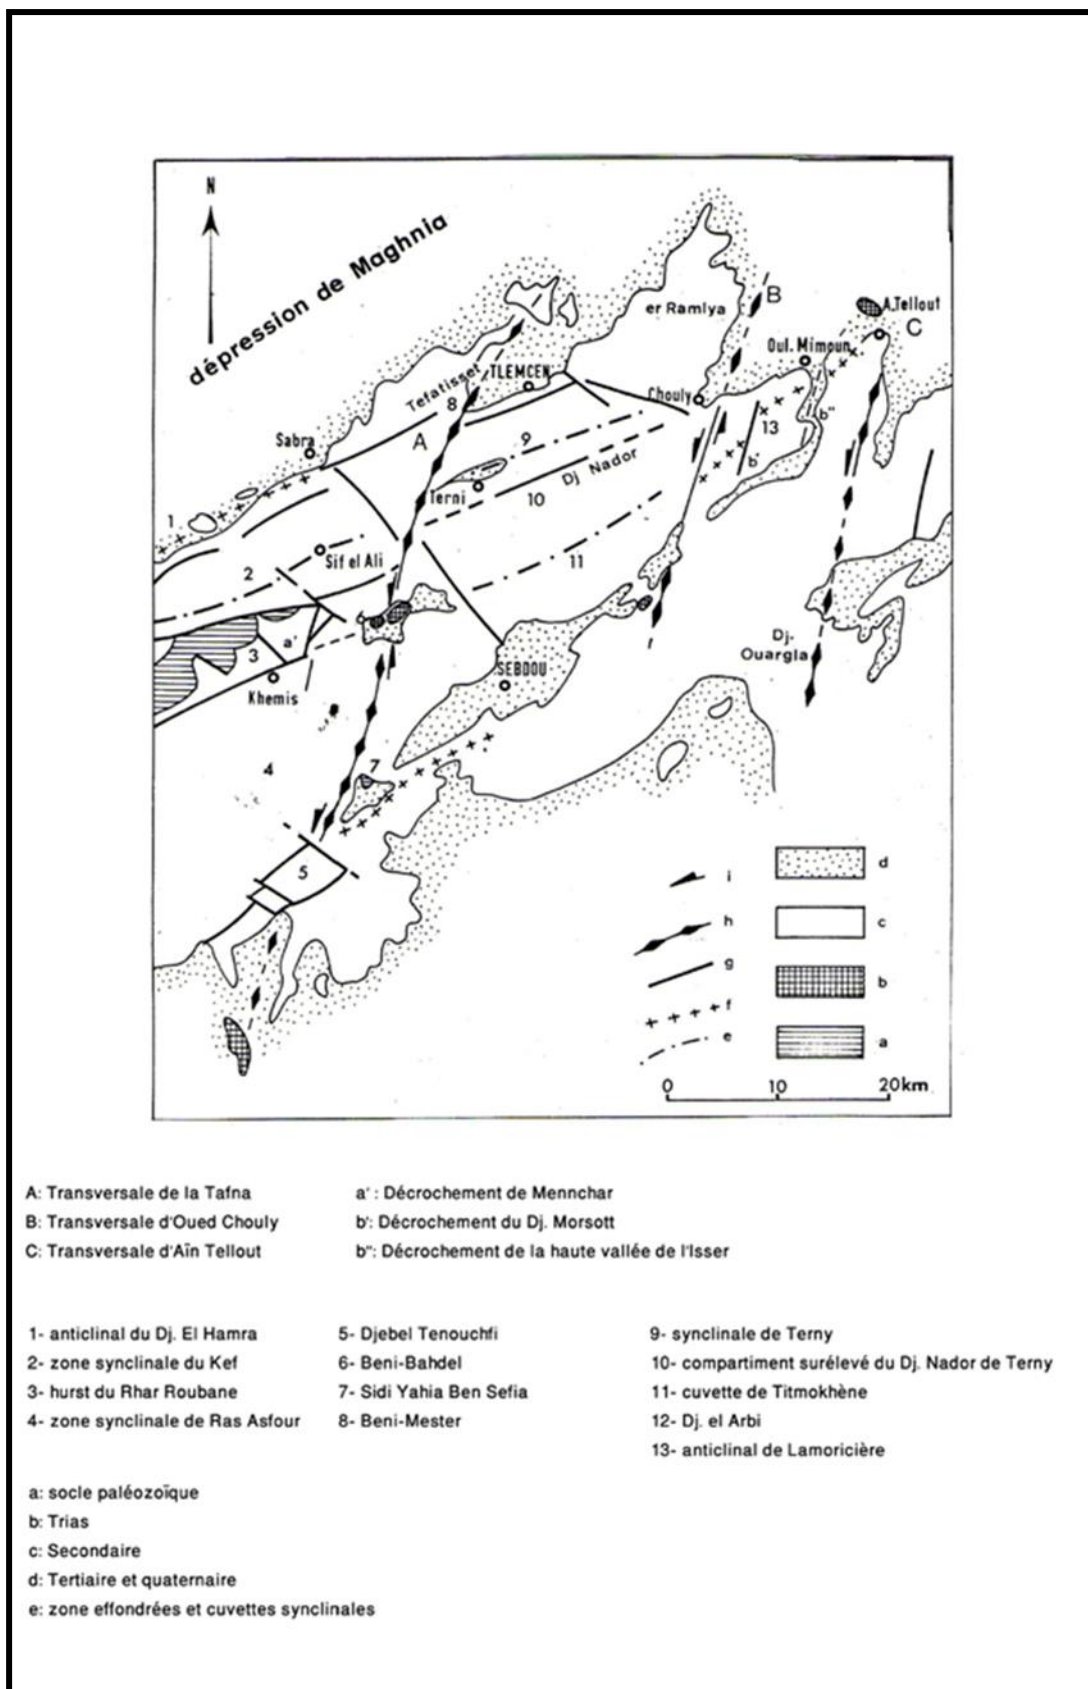 N
dépression de Maghnia
er Ramlya
B
A.Tellout
C
Oul. Mimoun
TLEMCEN
Tefatisset
8
Chouly
b"
13
b'
Sabra
A
9
Dj Nador
Terni
10
1
11
Sif el Ali
2
a'
3
Khemis
SEBDOU
Dj-
Ouargla
4
7
5
i
d
h
c
g
f
b
e
a
0 10 20km
A: Transversale de la Tafna
B: Transversale d'Oued Chouly
C: Transversale d'Aïn Tellout
a' : Décrochement de Mennchar
b': Décrochement du Dj. Morsott
b": Décrochement de la haute vallée de l'Isser
1- anticlinal du Dj. El Hamra
2- zone synclinale du Kef
3- hurst du Rhar Roubane
4- zone synclinale de Ras Asfour
5- Djebel Tenouchfi
6- Beni-Bahdel
7- Sidi Yahia Ben Sefia
8- Beni-Mester
9- synclinale de Terny
10- compartiment surélevé du Dj. Nador de Terny
11- cuvette de Titmokhène
12- Dj. el Arbi
13- anticlinal de Lamoricière
a: socle paléozoïque
b: Trias
c: Secondaire
d: Tertiaire et quaternaire
e: zone effondrées et cuvettes synclinales